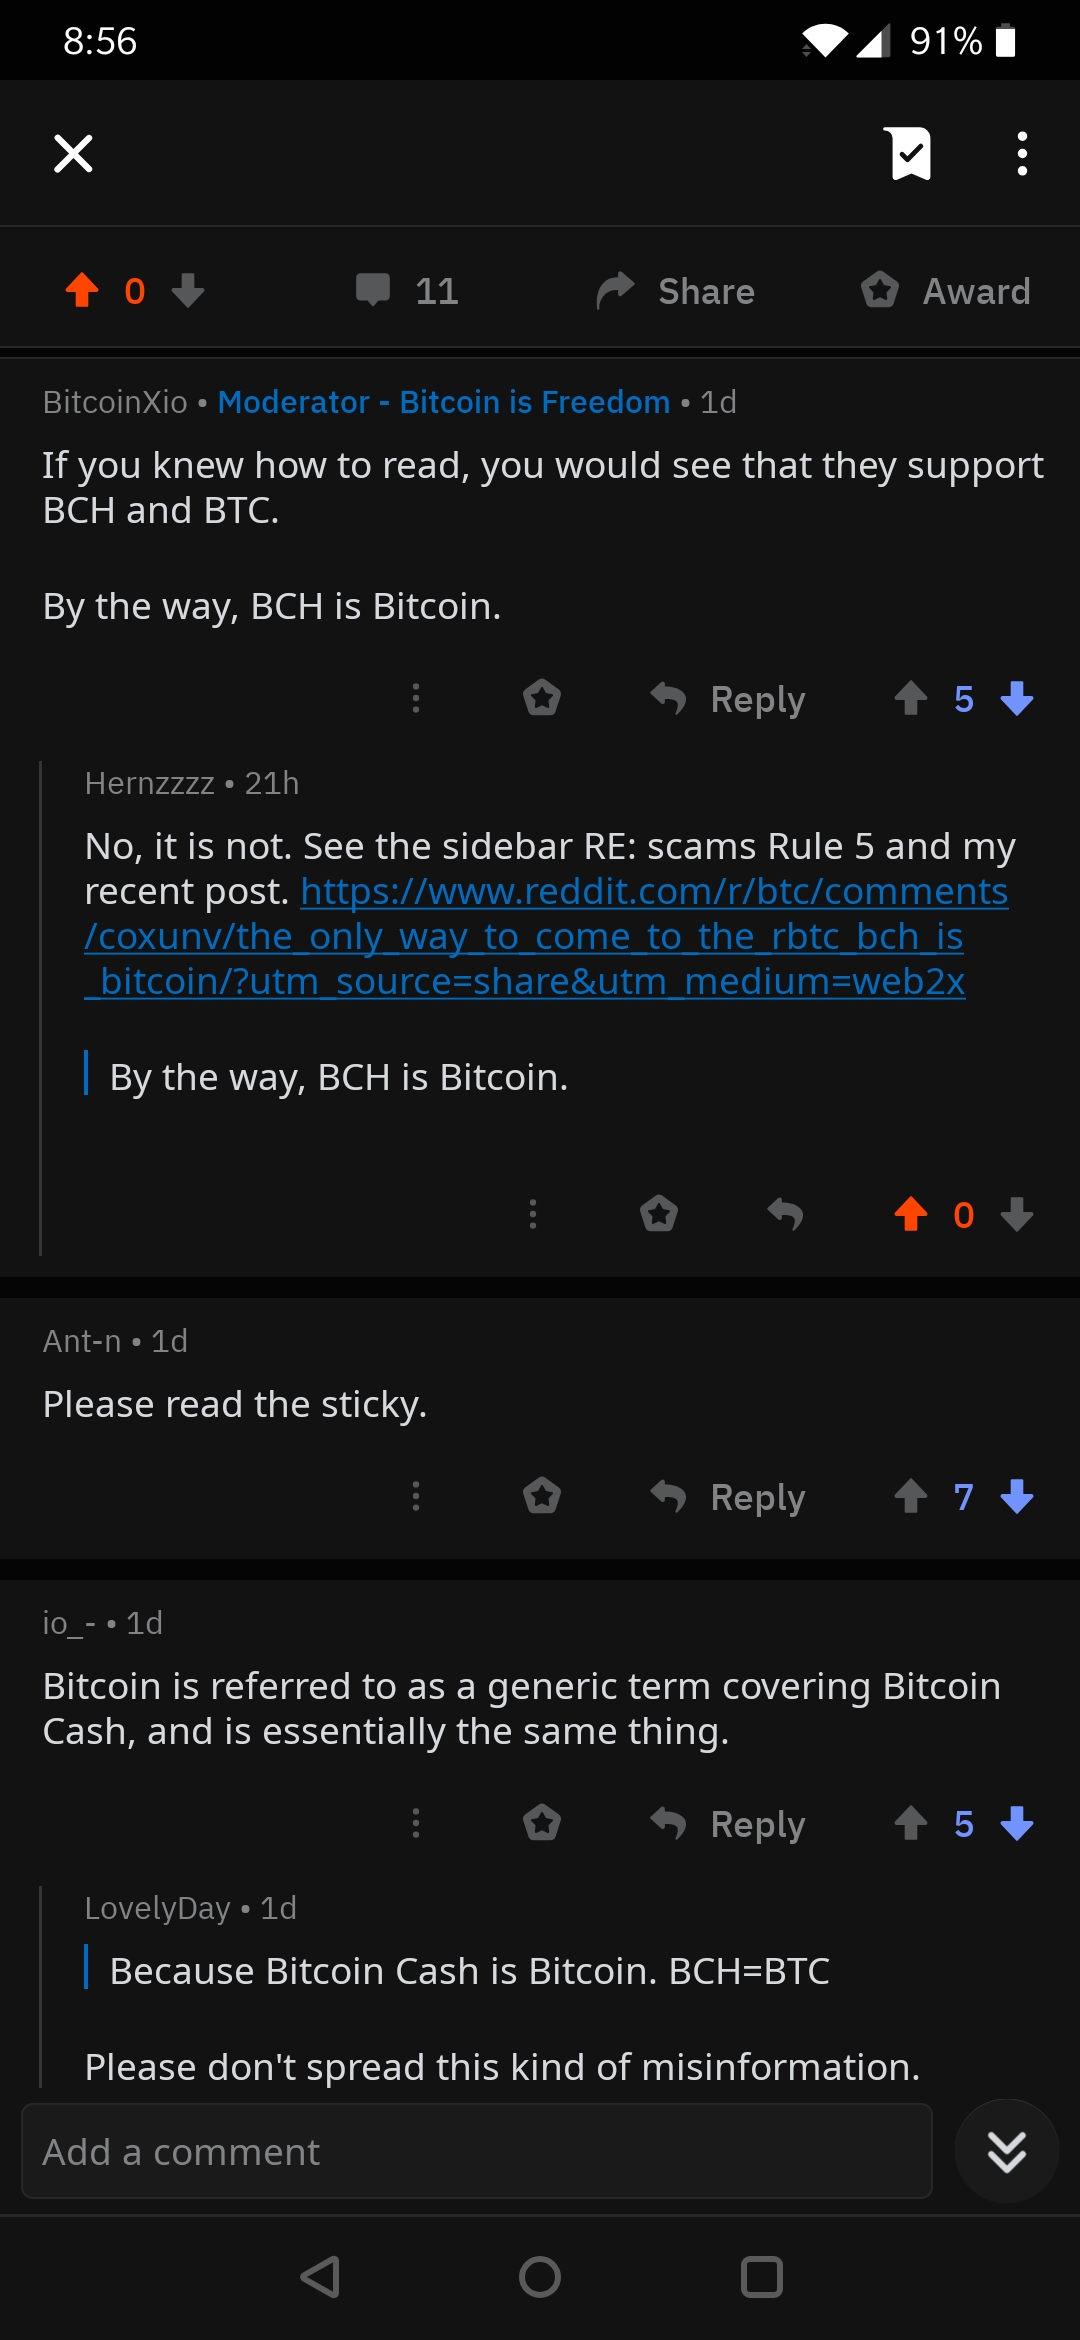 8:56
91%
0
11
Share
Award
BitcoinXio • Moderator - Bitcoin is Freedom • 1d
If you knew how to read, you would see that they support
BCH and BTC.
By the way, BCH is Bitcoin.
Reply
5
Hernzzzz • 21h
No, it is not. See the sidebar RE: scams Rule 5 and my
recent post. https://www.reddit.com/r/btc/comments
/coxunv/the_only_way_to_come_to_the_rbtc_bch_is
_bitcoin/?utm_source=share&utm_medium=web2x
By the way, BCH is Bitcoin.
0
Ant-n • 1d
Please read the sticky.
Reply
7
io_- • 1d
Bitcoin is referred to as a generic term covering Bitcoin
Cash, and is essentially the same thing.
Reply
5
LovelyDay • 1d
Because Bitcoin Cash is Bitcoin. BCH=BTC
Please don't spread this kind of misinformation.
Add a comment